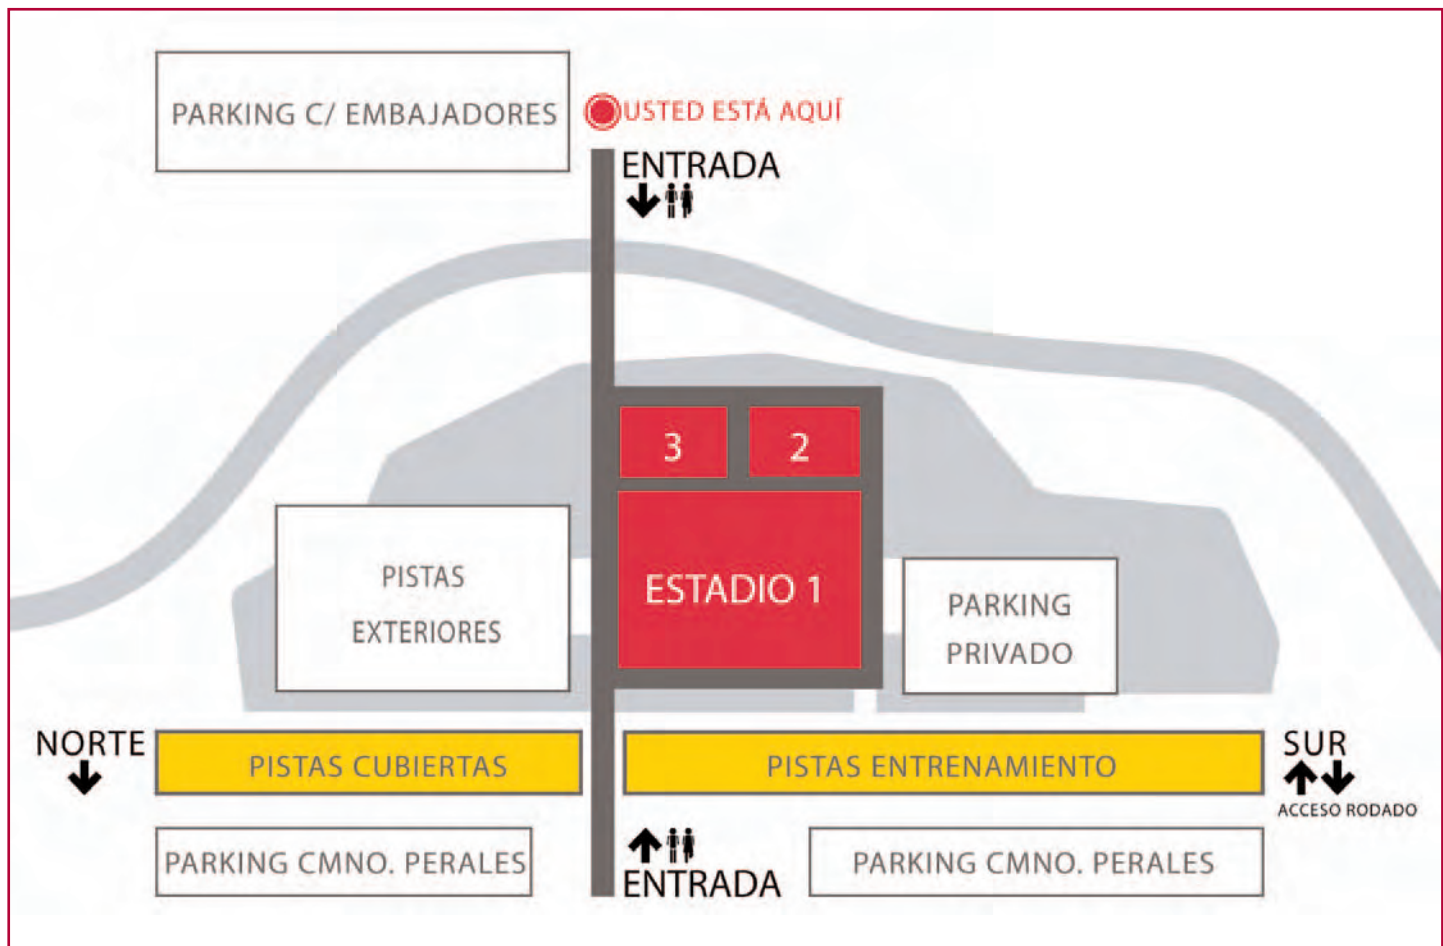 PARKING C/ EMBAJADORES
USTED ESTÁ AQUÍ
ENTRADA
3
2
ESTADIO 1
PISTAS
EXTERIORES
PARKING
PRIVADO
NORTE
PISTAS CUBIERTAS
PISTAS ENTRENAMIENTO
SUR
ACCESO RODADO
PARKING CMNO. PERALES
ENTRADA
PARKING CMNO. PERALES